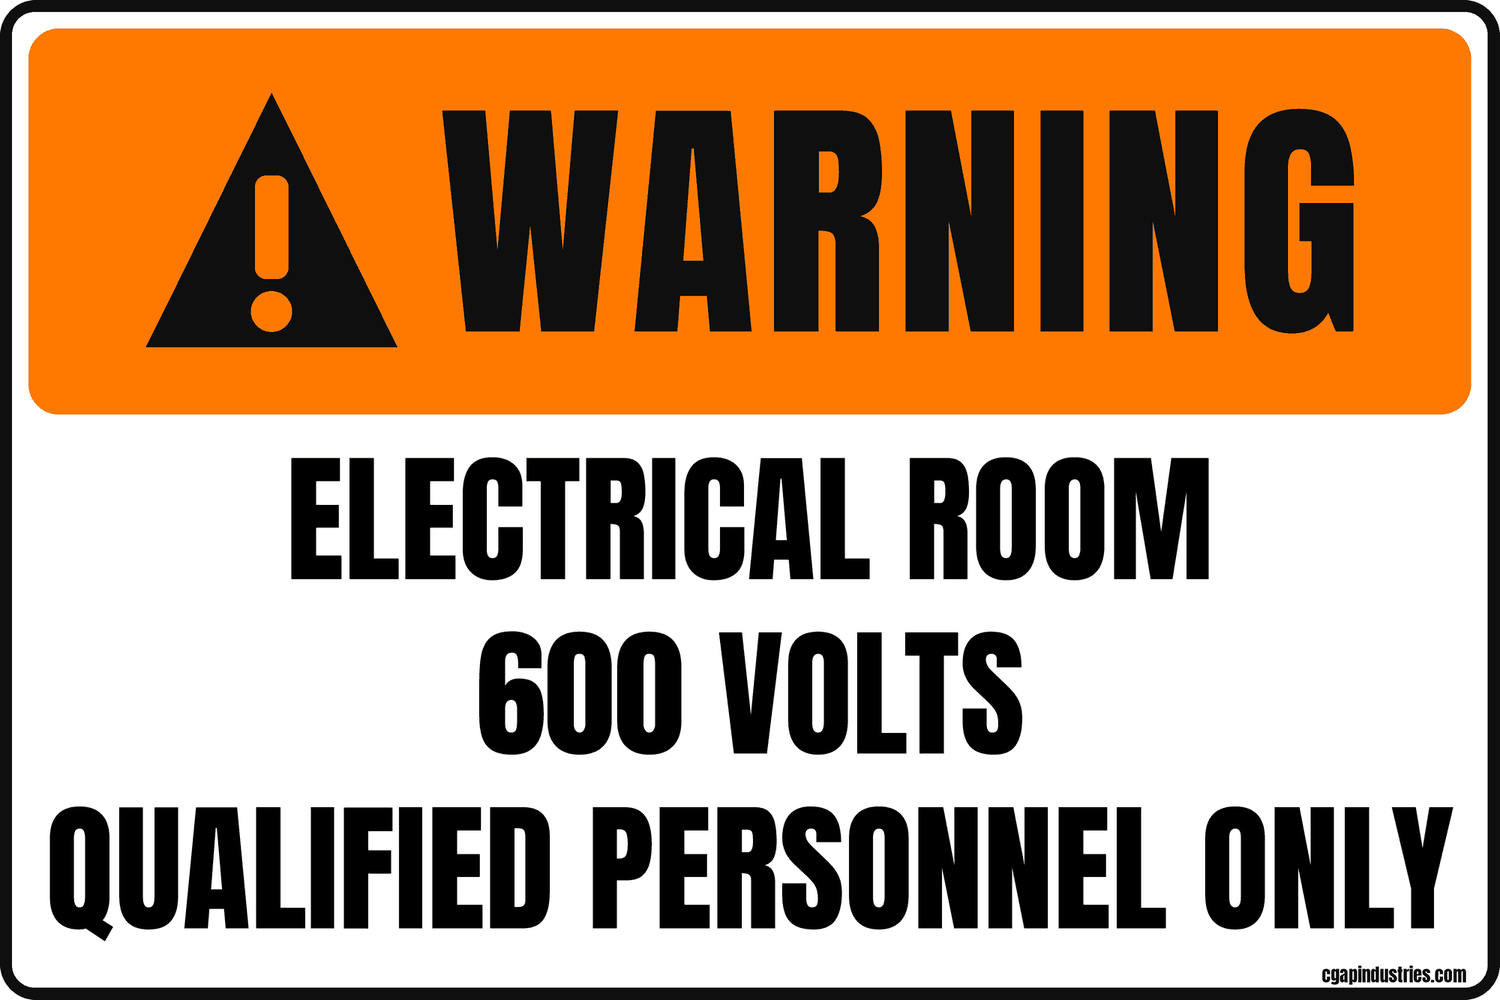 WARNING
ELECTRICAL ROOM
600 VOLTS
QUALIFIED PERSONNEL ONLY
cgapindustries.com